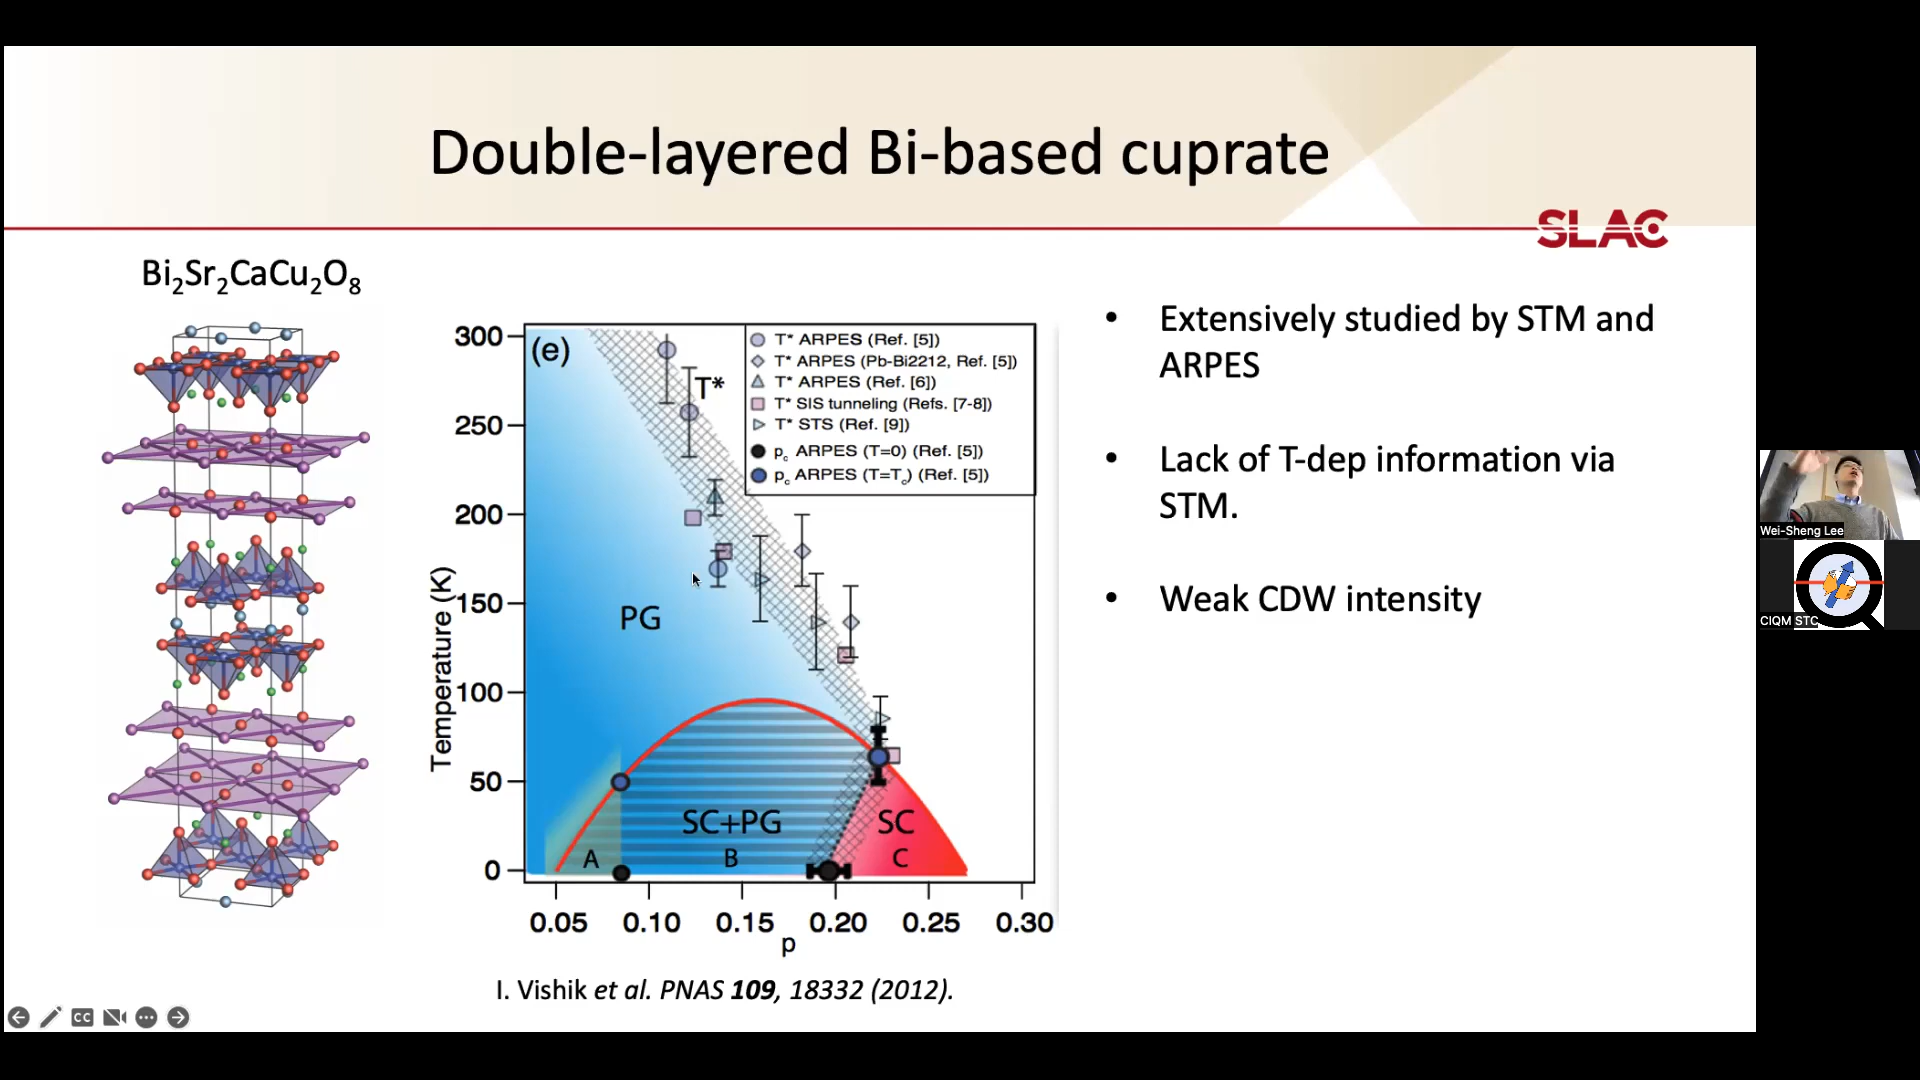 Double-layered Bi-based cuprate
SLAC
Bi₂Sr₂CaCu₂O₈
(e)
T* ARPES (Ref. [5])
T* ARPES (Pb-Bi2212, Ref. [5])
T* ARPES (Ref. [6])
T* SIS tunneling (Refs. [7-8])
T* STS (Ref. [9])
p_c ARPES (T=0) (Ref. [5])
p_c ARPES (T=T_c) (Ref. [5])
T*
PG
SC+PG
SC
A
B
C
Temperature (K)
300
250
200
150
100
50
0
0.05 0.10 0.15 0.20 0.25 0.30
p
I. Vishik et al. PNAS 109, 18332 (2012).
• Extensively studied by STM and
ARPES
• Lack of T-dep information via
STM.
• Weak CDW intensity
Wei-Sheng Lee
CIQM STC
CC